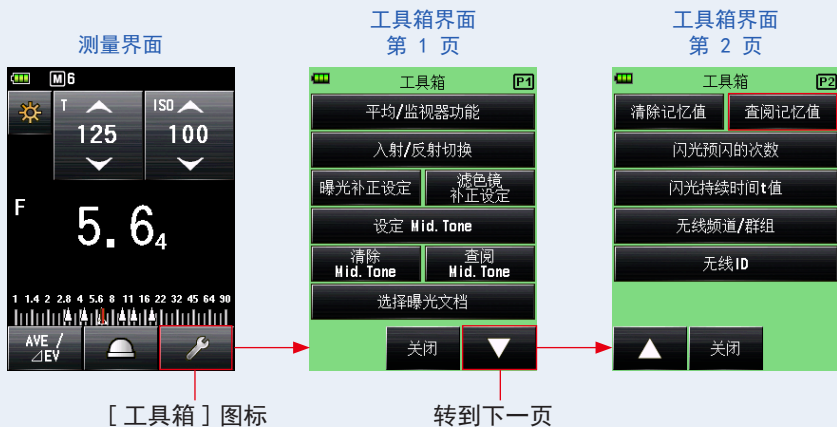 测量界面
M 6
T
125
ISO
100
F
5.6 4
1 1.4 2 2.8 4 5.6 8 11 16 22 32 45 64 90
AVE /
⊿EV
[ 工具箱 ] 图标
工具箱界面
第 1 页
工具箱 P1
平均/监视器功能
入射/反射切换
曝光补正设定
滤色镜
补正设定
设定 Mid. Tone
清除
Mid. Tone
查阅
Mid. Tone
选择曝光文档
关闭
转到下一页
工具箱界面
第 2 页
工具箱 P2
清除记忆值 查阅记忆值
闪光预闪的次数
闪光持续时间t值
无线频道/群组
无线ID
关闭